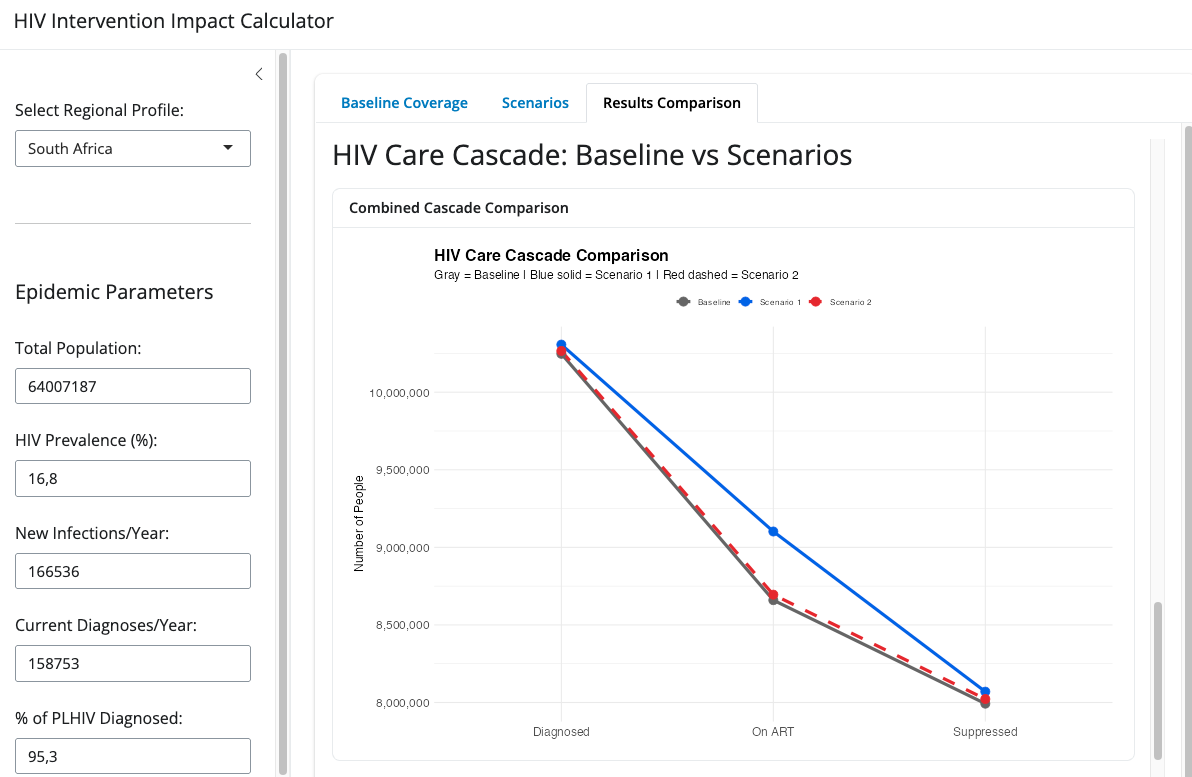 HIV Intervention Impact Calculator
Select Regional Profile:
South Africa
Epidemic Parameters
Total Population:
64007187
HIV Prevalence (%):
16,8
New Infections/Year:
166536
Current Diagnoses/Year:
158753
% of PLHIV Diagnosed:
95,3
Baseline Coverage
Scenarios
Results Comparison
HIV Care Cascade: Baseline vs Scenarios
Combined Cascade Comparison
HIV Care Cascade Comparison
Gray = Baseline | Blue solid = Scenario 1 | Red dashed = Scenario 2
Baseline Scenario 1 Scenario 2
Number of People
10,000,000
9,500,000
9,000,000
8,500,000
8,000,000
Diagnosed On ART Suppressed